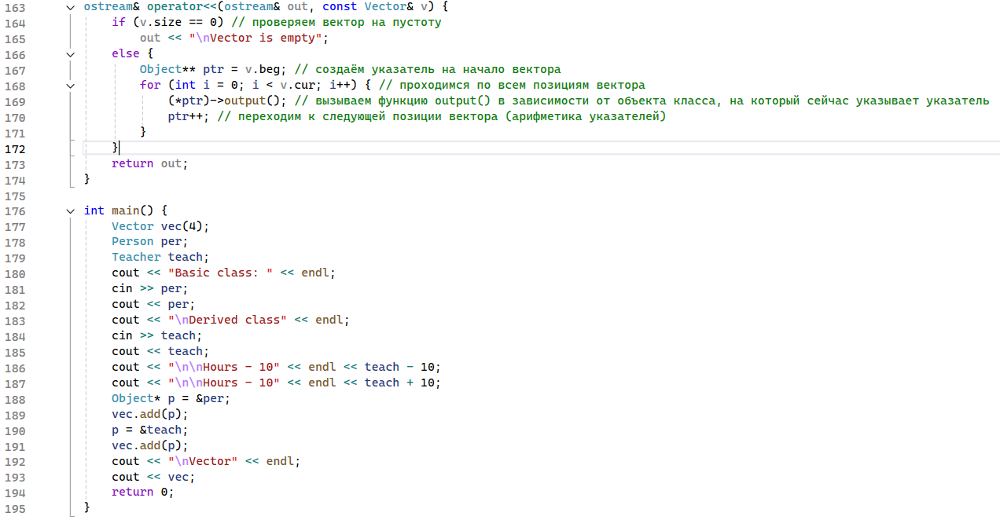 163 ostream& operator<<(ostream& out, const Vector& v) {
164     if (v.size == 0) // проверяем вектор на пустоту
165         out << "\nVector is empty";
166     else {
167         Object** ptr = v.beg; // создаём указатель на начало вектора
168         for (int i = 0; i < v.cur; i++) { // проходимся по всем позициям вектора
169             (*ptr)->output(); // вызываем функцию output() в зависимости от объекта класса, на который сейчас указывает указатель
170             ptr++; // переходим к следующей позиции вектора (арифметика указателей)
171         }
172     }
173     return out;
174 }
175
176 int main() {
177     Vector vec(4);
178     Person per;
179     Teacher teach;
180     cout << "Basic class: " << endl;
181     cin >> per;
182     cout << per;
183     cout << "\nDerived class" << endl;
184     cin >> teach;
185     cout << teach;
186     cout << "\n\nHours - 10" << endl << teach - 10;
187     cout << "\n\nHours - 10" << endl << teach + 10;
188     Object* p = &per;
189     vec.add(p);
190     p = &teach;
191     vec.add(p);
192     cout << "\nVector" << endl;
193     cout << vec;
194     return 0;
195 }